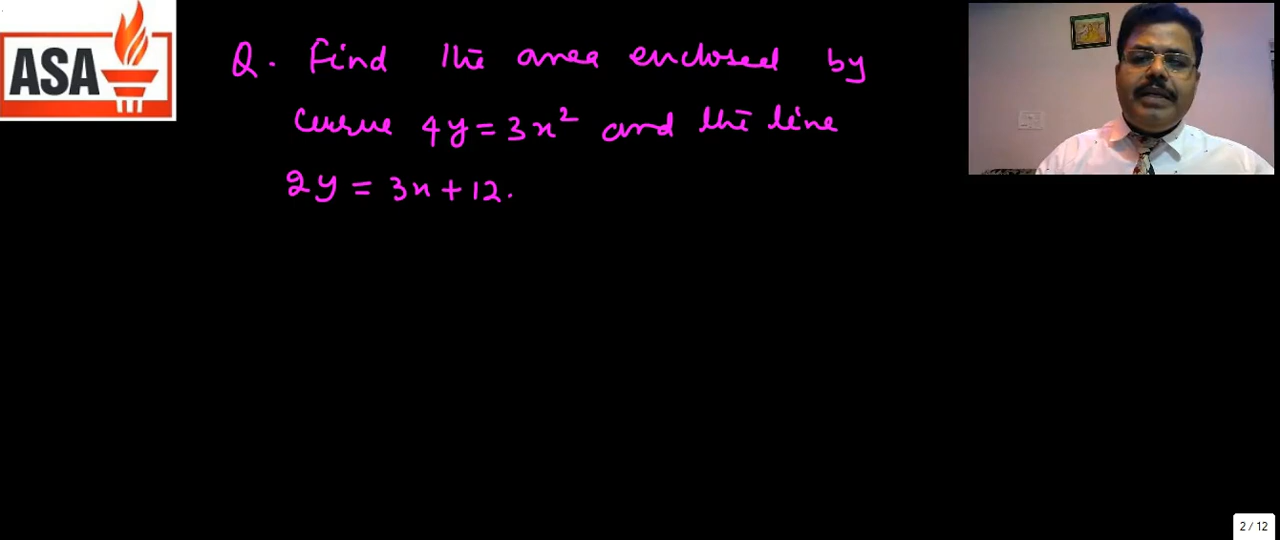 ASA
Q. Find the area enclosed by
curve 4y = 3x² and the line
2y = 3x + 12.
2 / 12